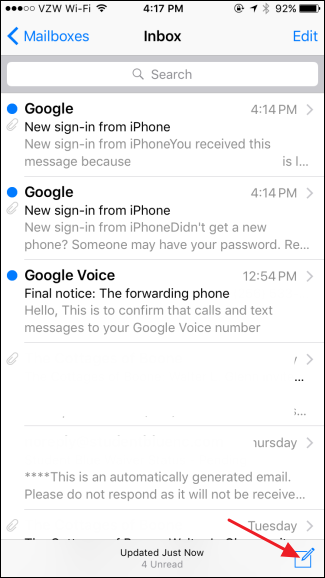 VZW Wi-Fi 4:17 PM 92%
Mailboxes Inbox Edit
Search
Google 4:14 PM
New sign-in from iPhone
New sign-in from iPhoneYou received this
message because is l...
Google 4:14 PM
New sign-in from iPhone
New sign-in from iPhoneDidn't get a new
phone? Someone may have your password. Re...
Google Voice 12:54 PM
Final notice: The forwarding phone
Hello, This is to confirm that calls and text
messages to your Google Voice number
hursday
****This is an automatically generated email.
Please do not respond as it will not be receive...
Tuesday
Updated Just Now
4 Unread